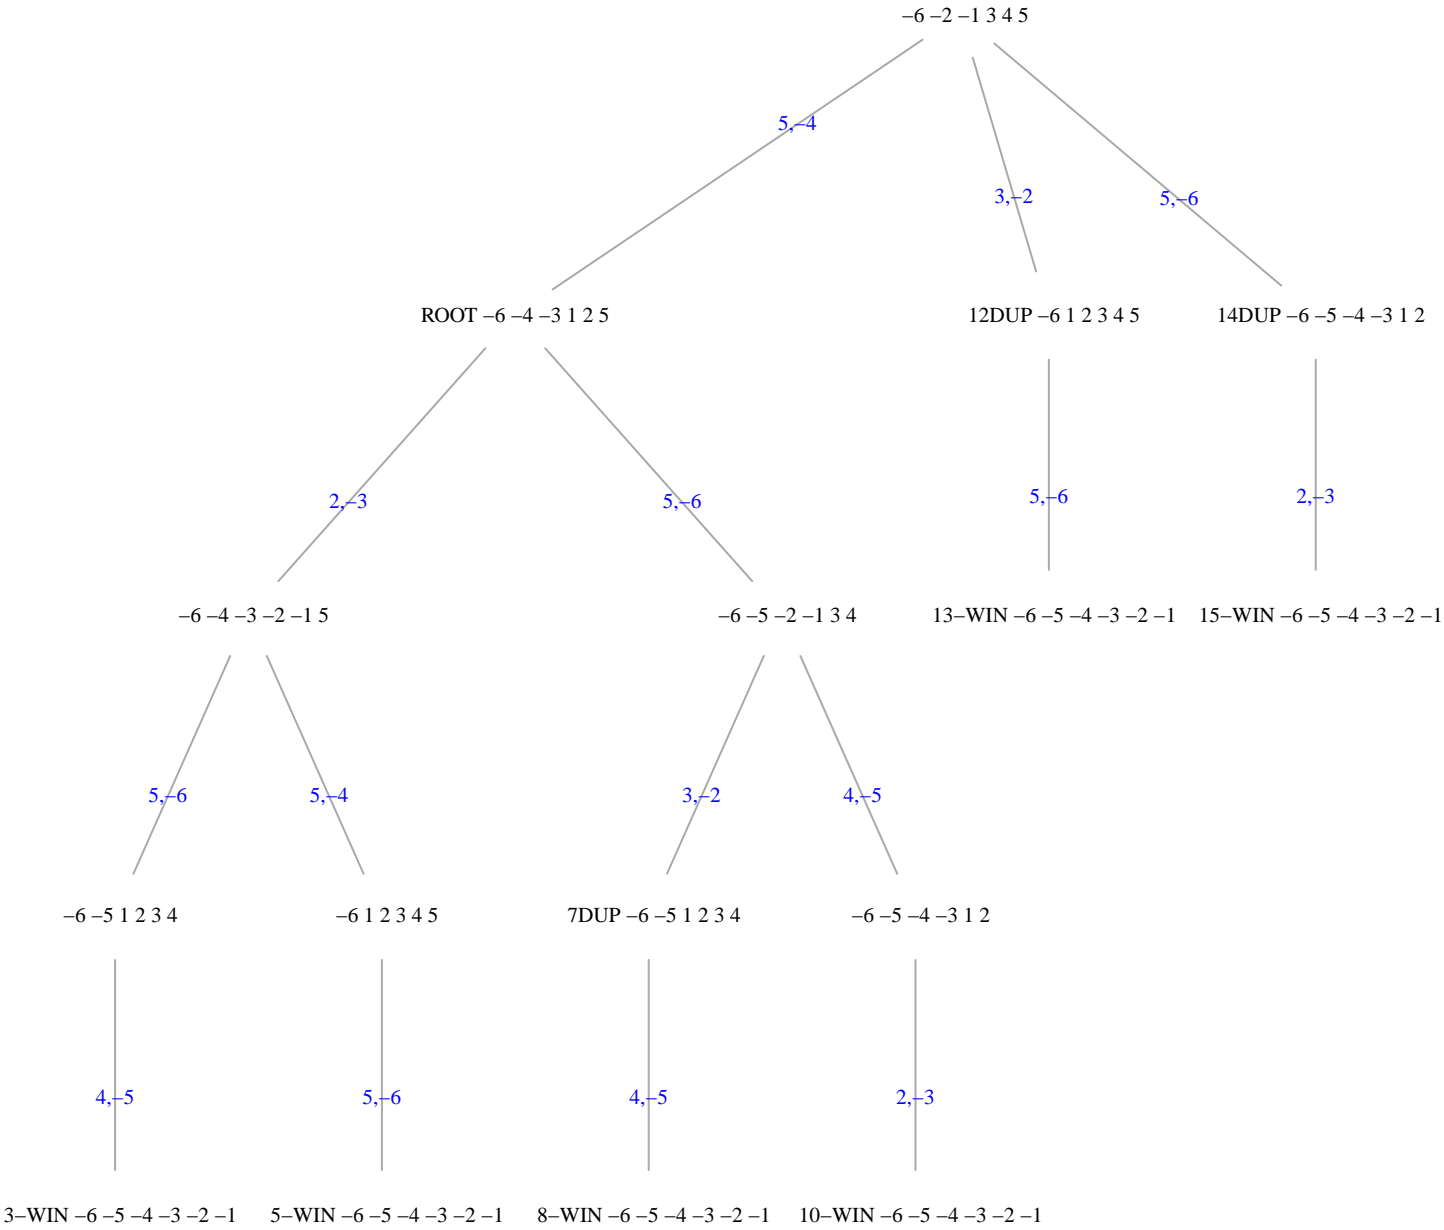 –6 –2 –1 3 4 5
5,–4
3,–2
5,–6
ROOT –6 –4 –3 1 2 5
12DUP –6 1 2 3 4 5
14DUP –6 –5 –4 –3 1 2
2,–3
5,–6
5,–6
2,–3
–6 –4 –3 –2 –1 5
–6 –5 –2 –1 3 4
13–WIN –6 –5 –4 –3 –2 –1
15–WIN –6 –5 –4 –3 –2 –1
5,–6
5,–4
3,–2
4,–5
–6 –5 1 2 3 4
–6 1 2 3 4 5
7DUP –6 –5 1 2 3 4
–6 –5 –4 –3 1 2
4,–5
5,–6
4,–5
2,–3
3–WIN –6 –5 –4 –3 –2 –1
5–WIN –6 –5 –4 –3 –2 –1
8–WIN –6 –5 –4 –3 –2 –1
10–WIN –6 –5 –4 –3 –2 –1